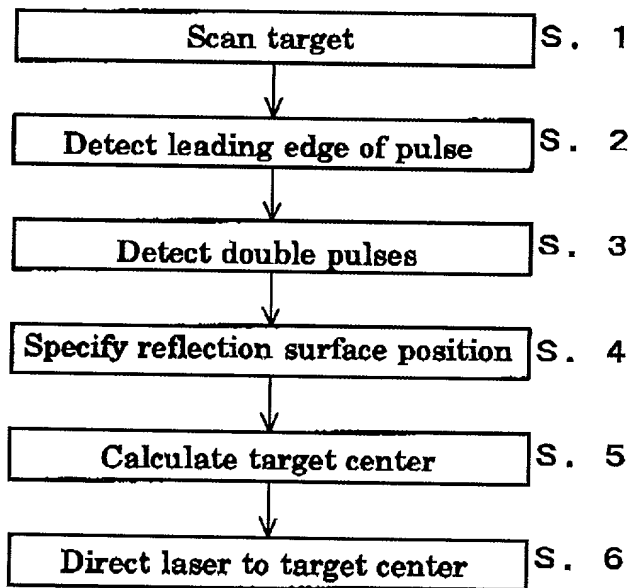 Scan target S. 1
Detect leading edge of pulse S. 2
Detect double pulses S. 3
Specify reflection surface position S. 4
Calculate target center S. 5
Direct laser to target center S. 6